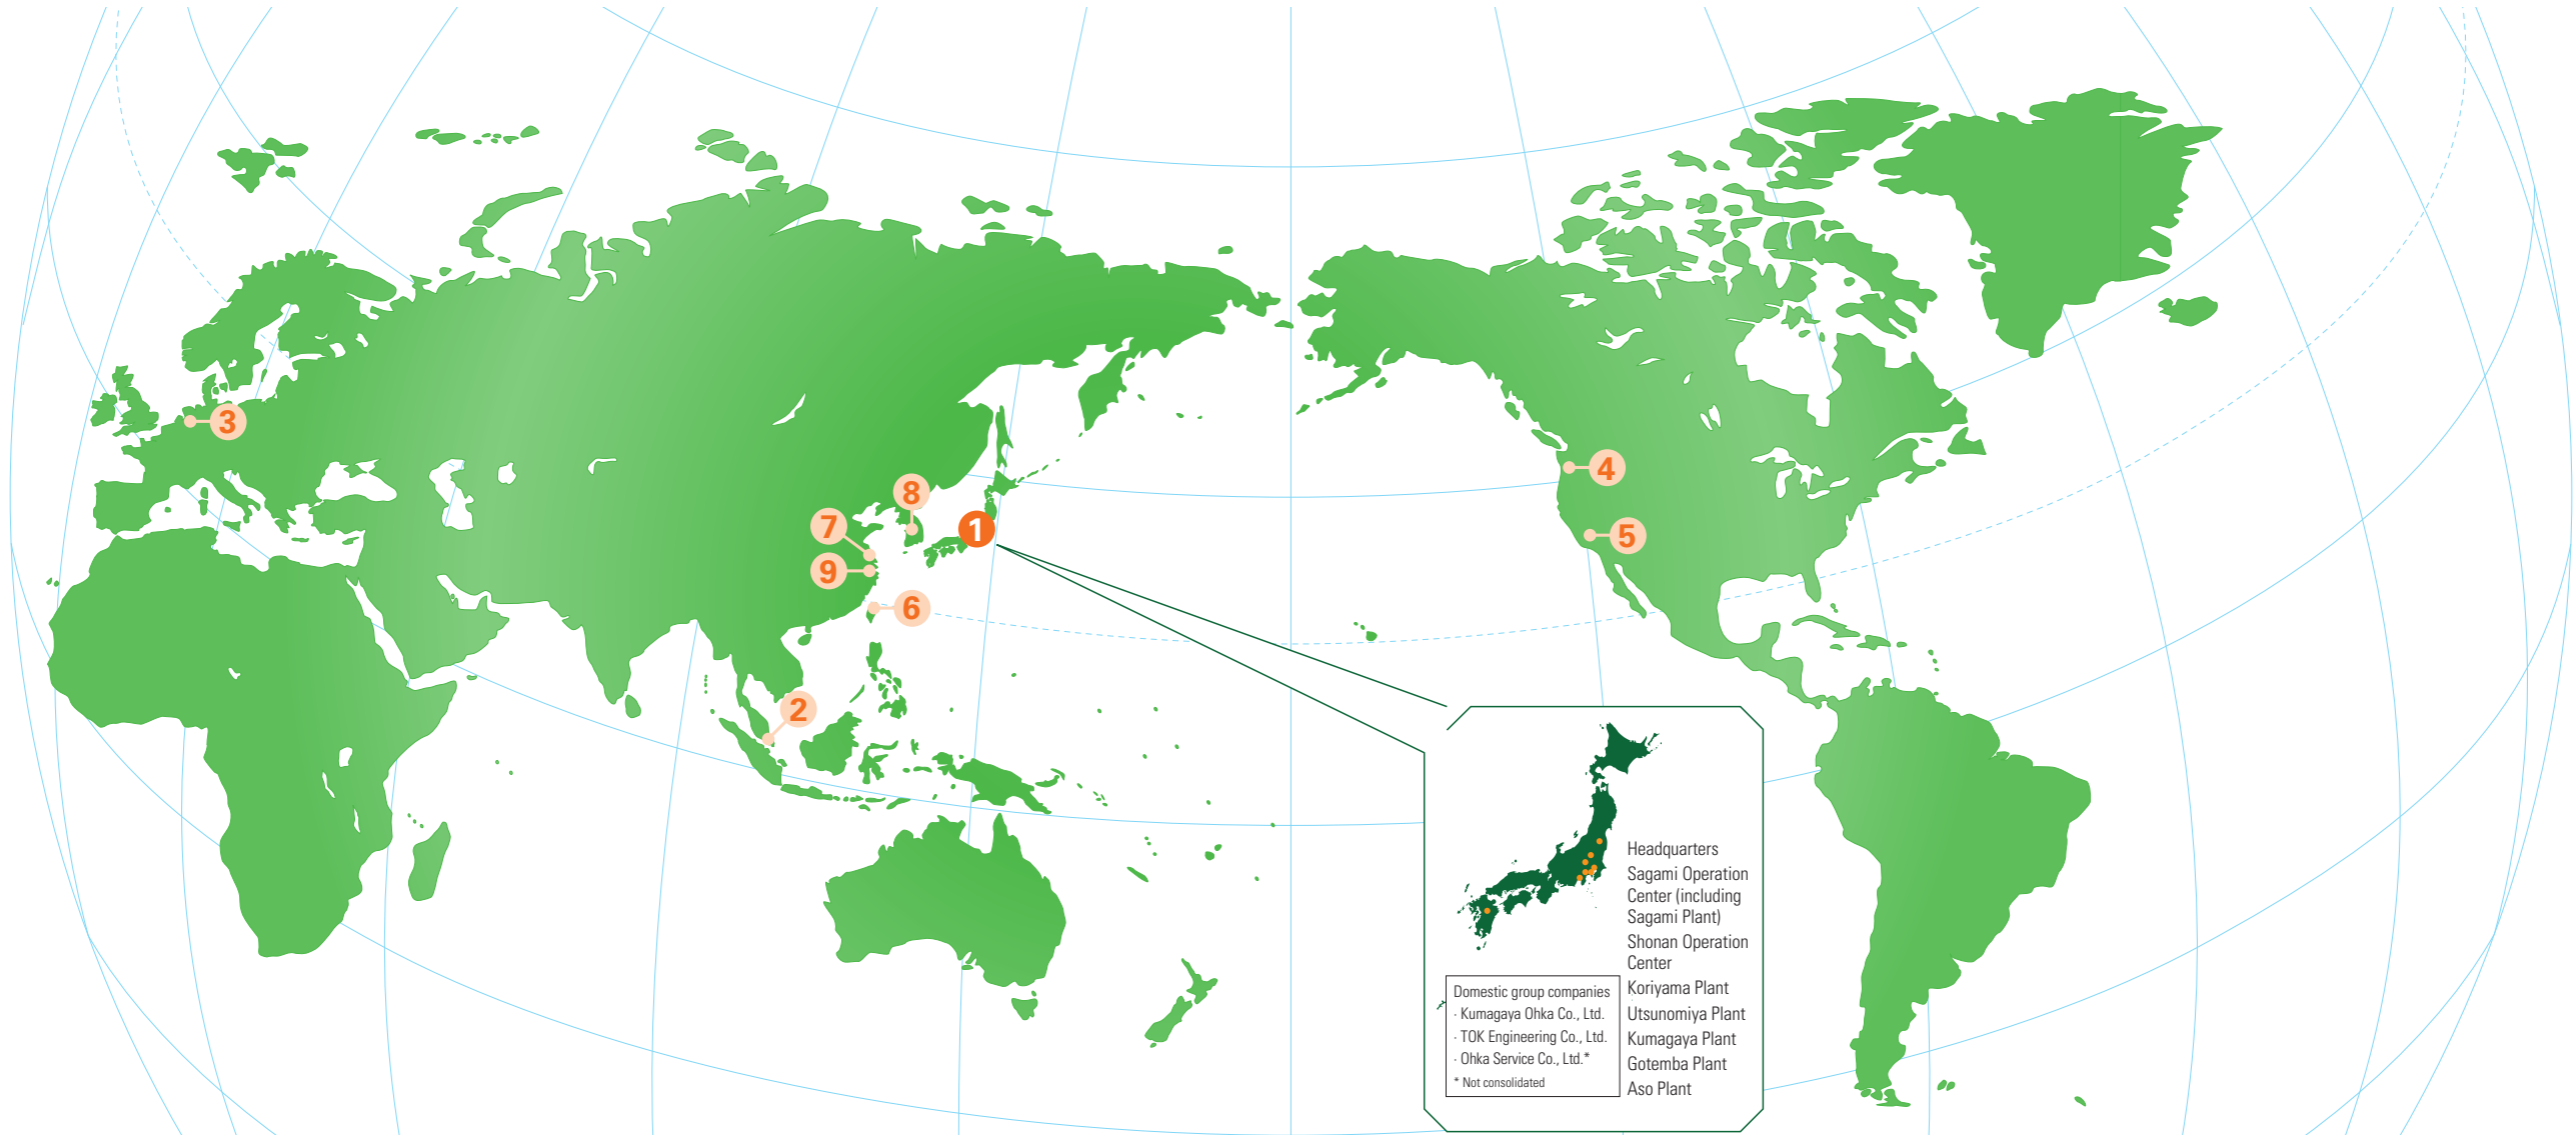 3
4
8
7
1
5
9
6
2
Headquarters
Sagami Operation
Center (including
Sagami Plant)
Shonan Operation
Center
Koriyama Plant
Utsunomiya Plant
Kumagaya Plant
Gotemba Plant
Aso Plant
Domestic group companies
· Kumagaya Ohka Co., Ltd.
· TOK Engineering Co., Ltd.
· Ohka Service Co., Ltd.*
* Not consolidated